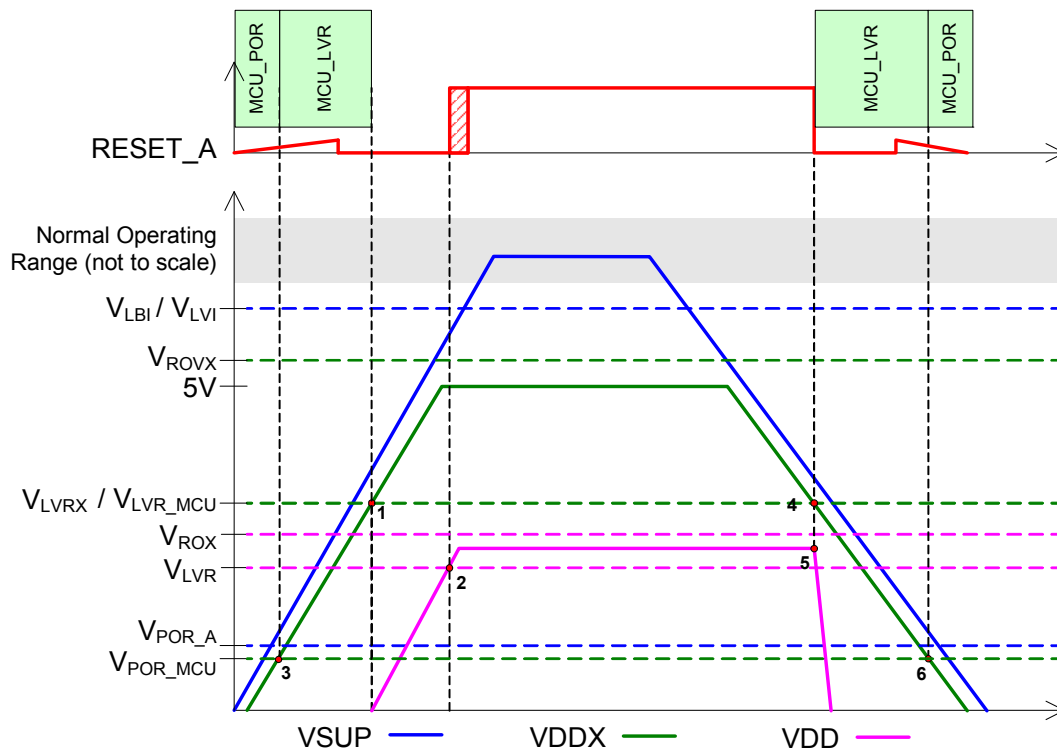 MCU_POR
MCU_LVR
MCU_LVR
MCU_POR
RESET_A
Normal Operating
Range (not to scale)
VLBI / VLVI
VROVX
5V
VLVRX / VLVR_MCU
1
4
VROX
VLVR
2
5
VPOR_A
VPOR_MCU
3
6
VSUP
VDDX
VDD